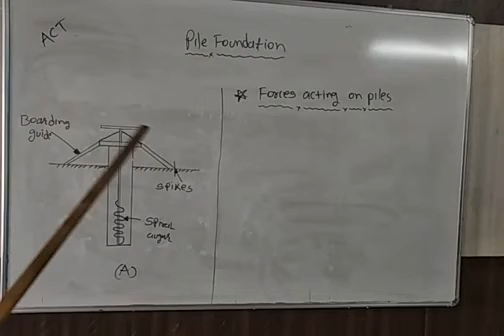 ACT
Pile Foundation
Boarding
guide
spikes
Spiral
auger
(A)
* Forces acting on piles